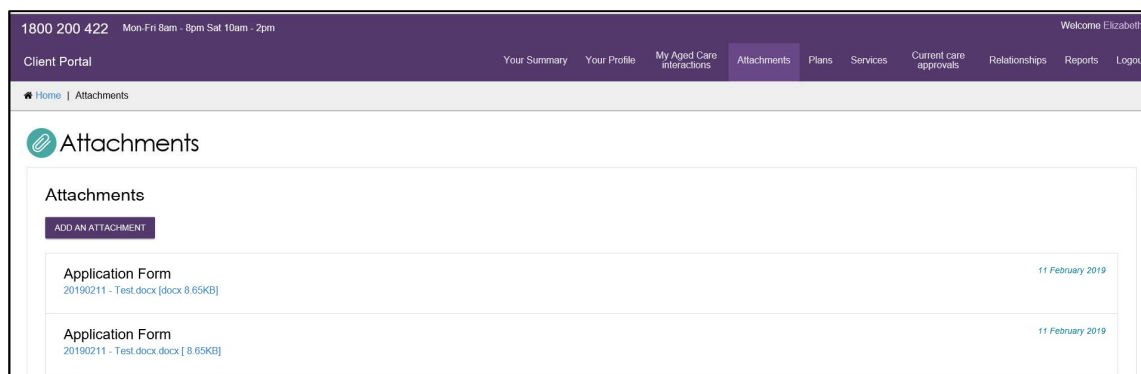 1800 200 422 Mon-Fri 8am - 8pm Sat 10am - 2pm Welcome Elizabeth
Client Portal Your Summary Your Profile My Aged Care interactions Attachments Plans Services Current care approvals Relationships Reports Logou
Home | Attachments
Attachments
Attachments
ADD AN ATTACHMENT
Application Form 11 February 2019
20190211 - Test.docx [docx 8.65KB]
Application Form 11 February 2019
20190211 - Test.docx.docx [ 8.65KB]